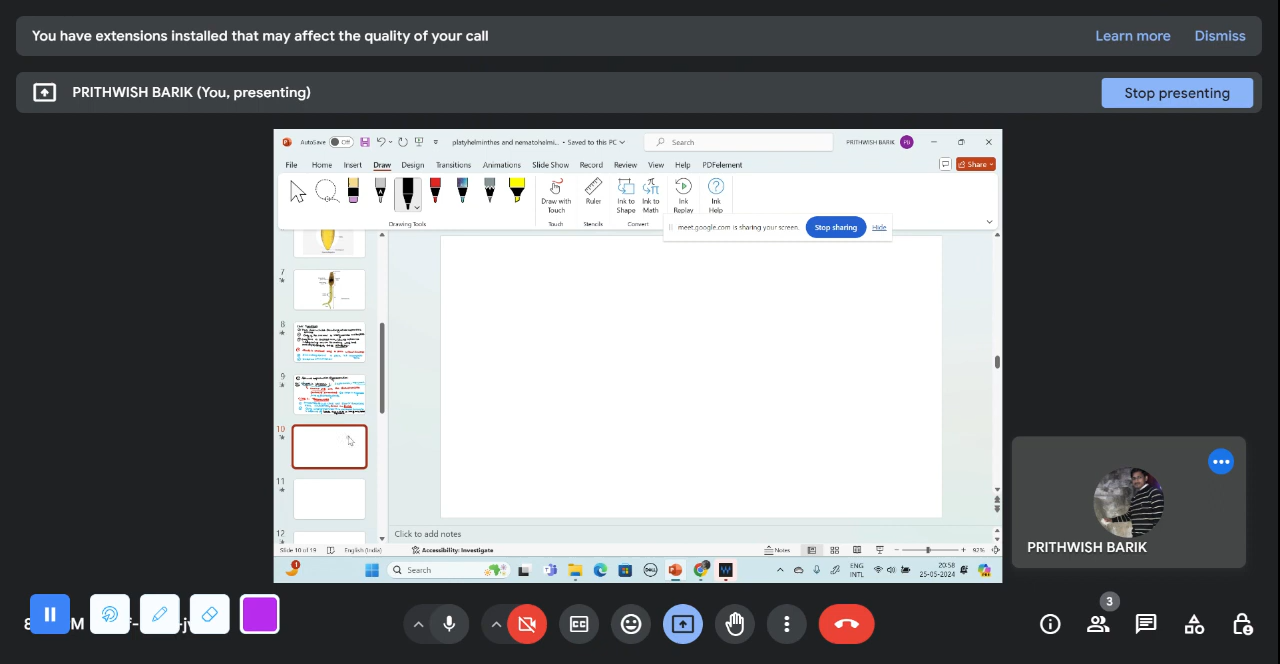 You have extensions installed that may affect the quality of your call
Learn more
Dismiss
PRITHWISH BARIK (You, presenting)
Stop presenting
AutoSave
Off
platyhelminthes and nematohelmi... • Saved to this PC
Search
PRITHWISH BARIK
PB
File
Home
Insert
Draw
Design
Transitions
Animations
Slide Show
Record
Review
View
Help
PDFelement
Share
Draw with Touch
Ruler
Ink to Shape
Ink to Math
Ink Replay
Ink Help
Drawing Tools
Touch
Stencils
Convert
meet.google.com is sharing your screen.
Stop sharing
Hide
7
8
9
10
11
12
Click to add notes
Slide 10 of 19
English (India)
Accessibility: Investigate
Notes
92%
Search
DELL
ENG
INTL
20:58
25-05-2024
PRITHWISH BARIK
3